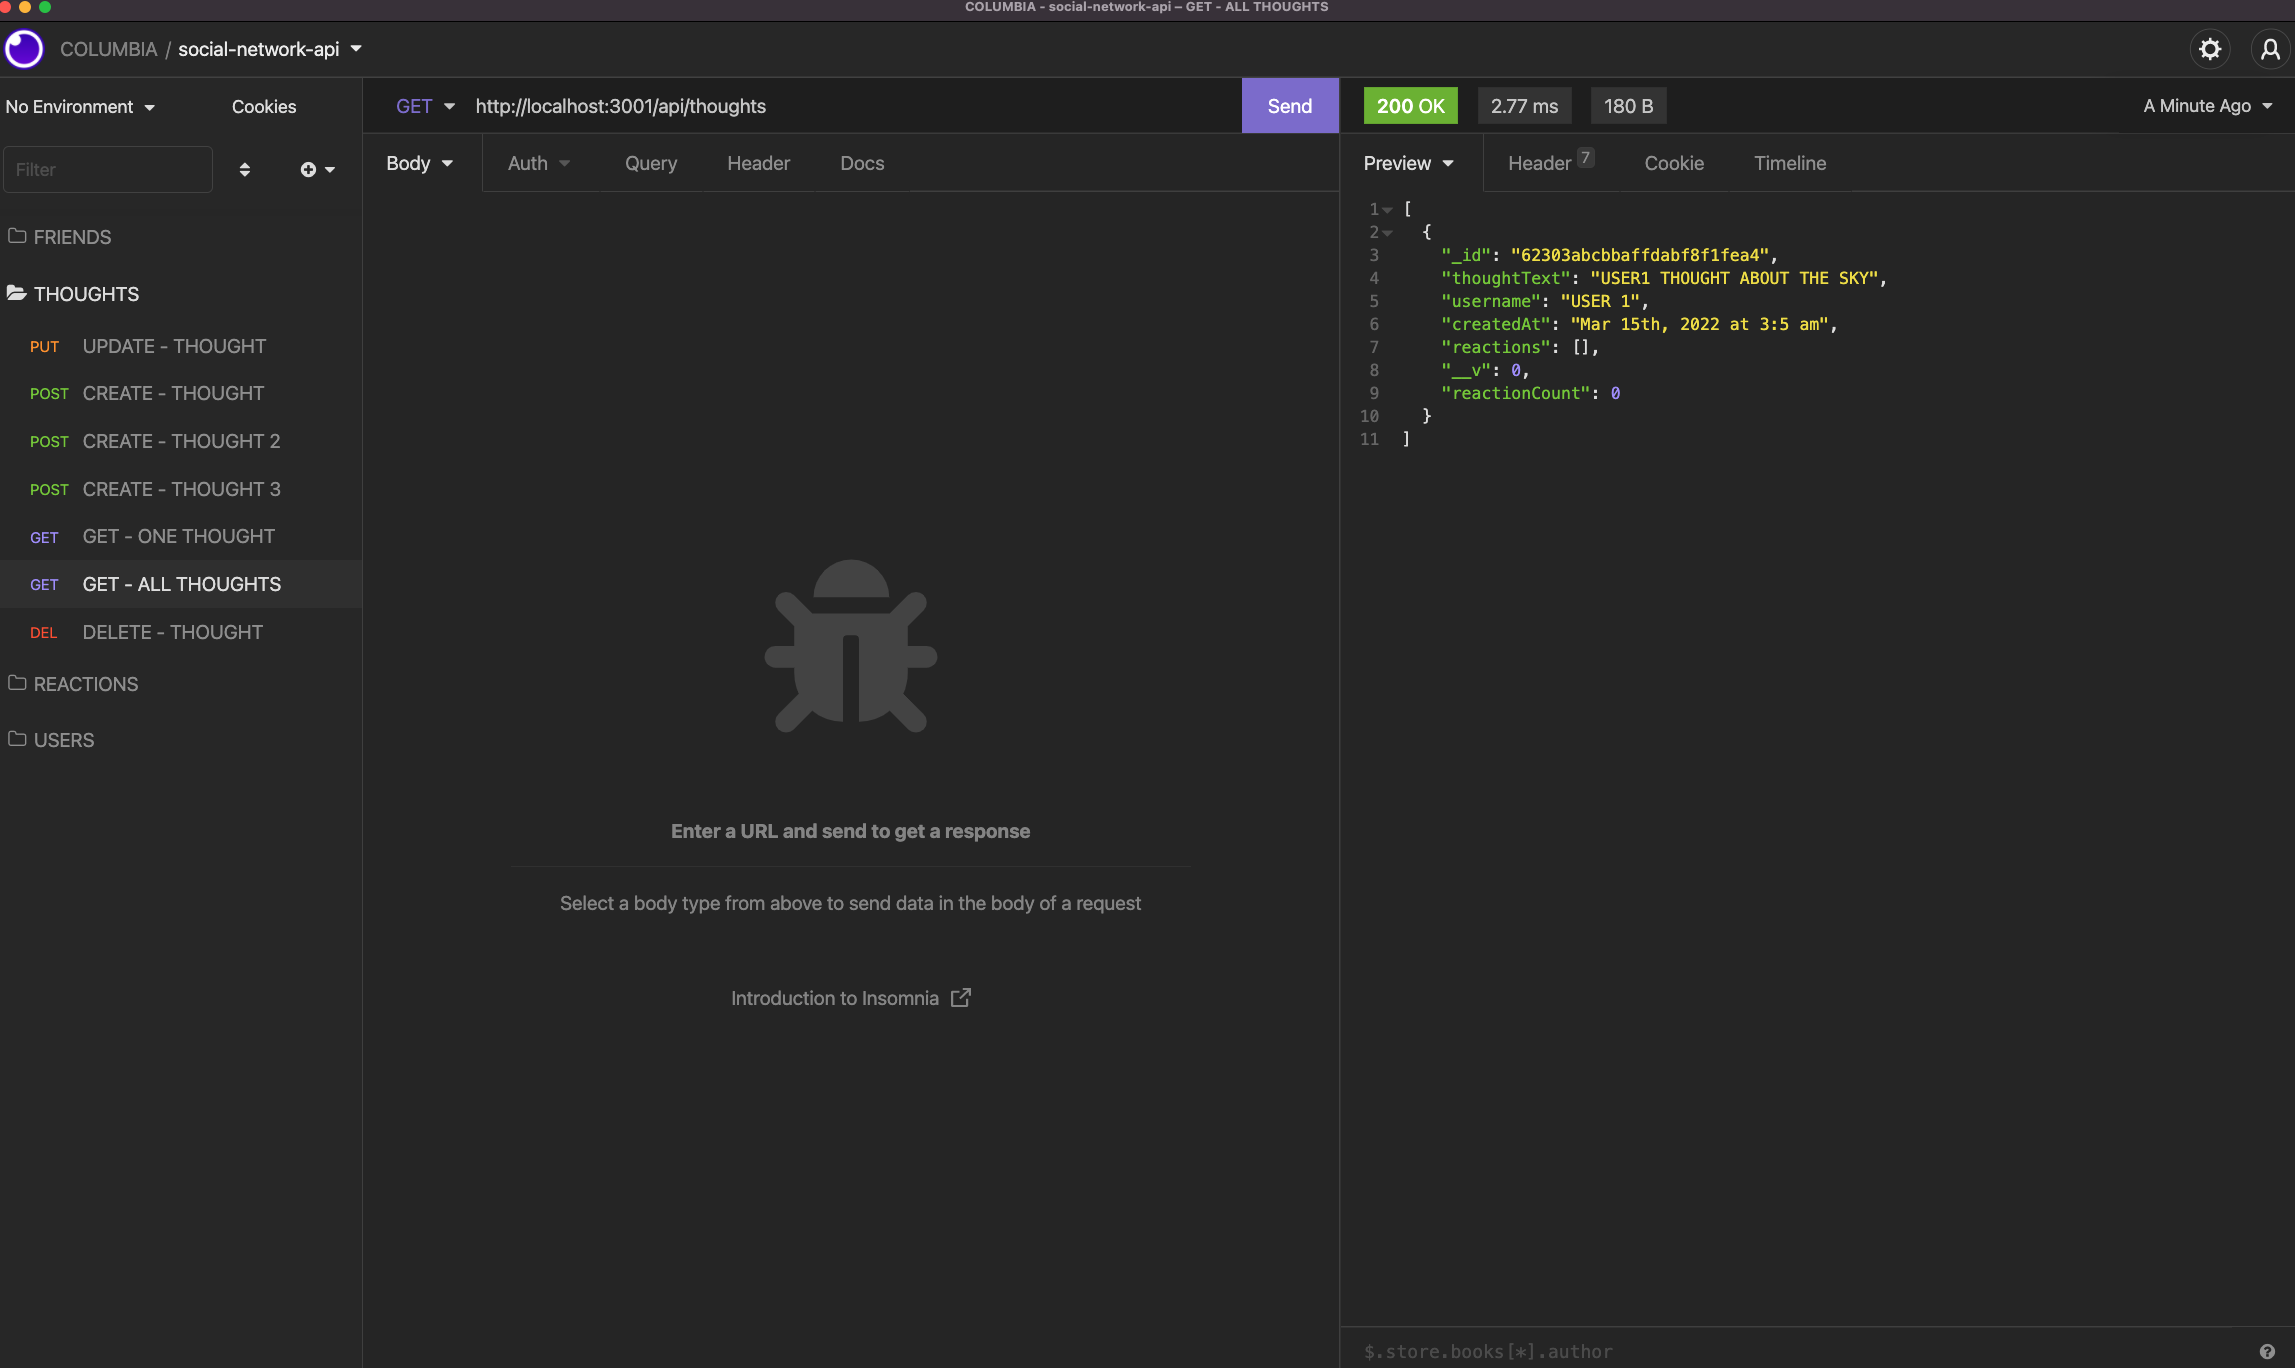 COLUMBIA - social-network-api – GET - ALL THOUGHTS
COLUMBIA / social-network-api
No Environment
Cookies
GET
http://localhost:3001/api/thoughts
Send
200 OK
2.77 ms
180 B
A Minute Ago
Filter
Body
Auth
Query
Header
Docs
Preview
Header 7
Cookie
Timeline
FRIENDS
THOUGHTS
PUT UPDATE - THOUGHT
POST CREATE - THOUGHT
POST CREATE - THOUGHT 2
POST CREATE - THOUGHT 3
GET GET - ONE THOUGHT
GET GET - ALL THOUGHTS
DEL DELETE - THOUGHT
REACTIONS
USERS
Enter a URL and send to get a response
Select a body type from above to send data in the body of a request
Introduction to Insomnia
1 [
2 {
3 "_id": "62303abcbbaffdabf8f1fea4",
4 "thoughtText": "USER1 THOUGHT ABOUT THE SKY",
5 "username": "USER 1",
6 "createdAt": "Mar 15th, 2022 at 3:5 am",
7 "reactions": [],
8 "__v": 0,
9 "reactionCount": 0
10 }
11 ]
$.store.books[*].author
?